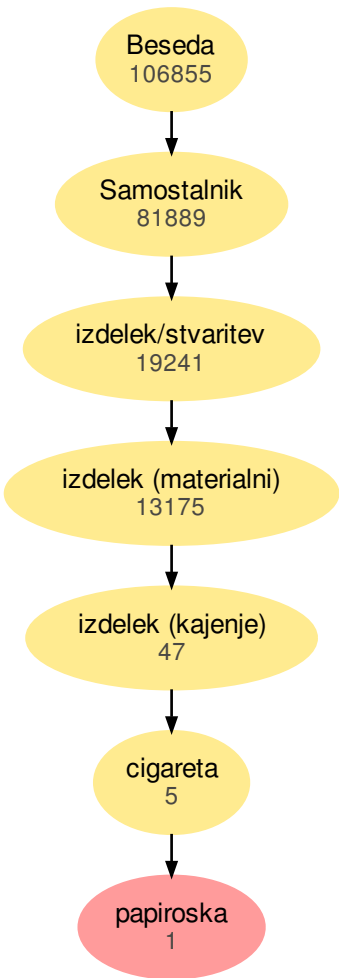 Beseda
106855
Samostalnik
81889
izdelek/stvaritev
19241
izdelek (materialni)
13175
izdelek (kajenje)
47
cigareta
5
papiroska
1